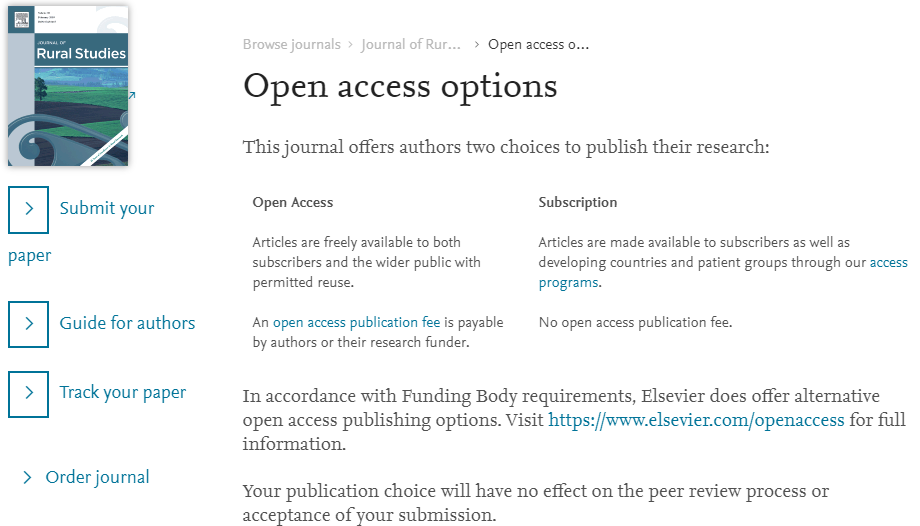 JOURNAL OF
Rural Studies
Browse journals > Journal of Rur... > Open access o...
Open access options
This journal offers authors two choices to publish their research:
Open Access
Articles are freely available to both
subscribers and the wider public with
permitted reuse.
An open access publication fee is payable
by authors or their research funder.
Subscription
Articles are made available to subscribers as well as
developing countries and patient groups through our access
programs.
No open access publication fee.
In accordance with Funding Body requirements, Elsevier does offer alternative
open access publishing options. Visit https://www.elsevier.com/openaccess for full
information.
Your publication choice will have no effect on the peer review process or
acceptance of your submission.
Submit your
paper
Guide for authors
Track your paper
Order journal